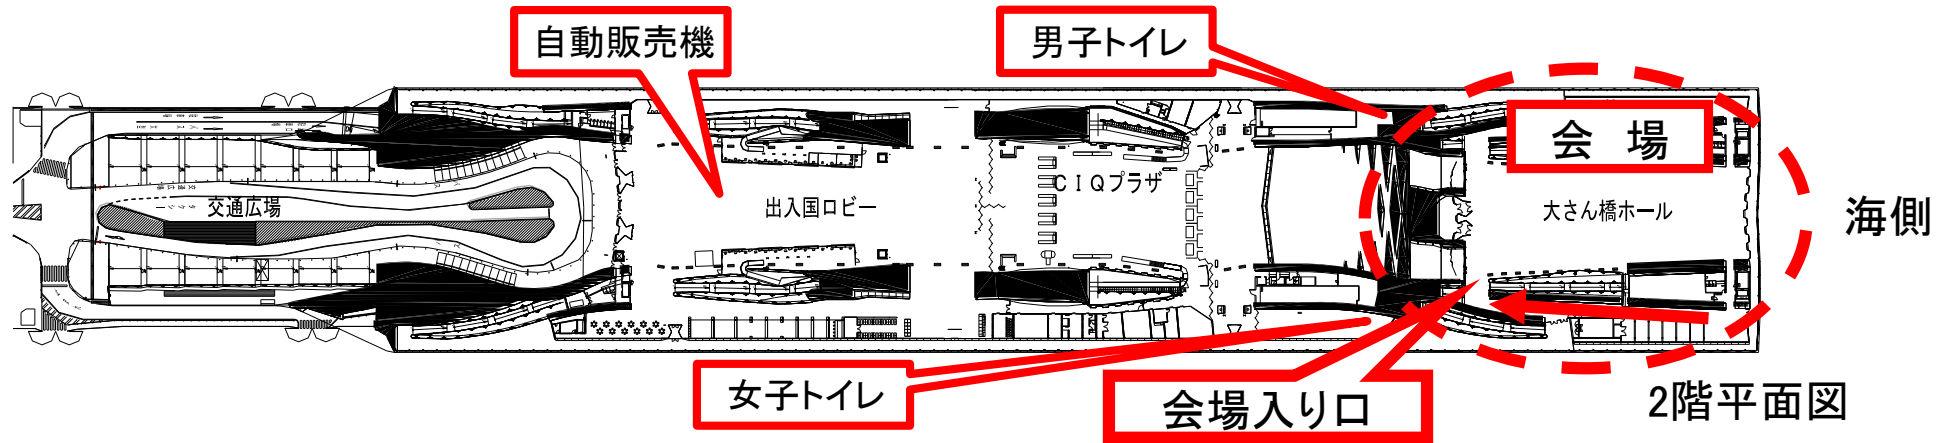 自動販売機
男子トイレ
会 場
交通広場
出入国ロビー
CIQプラザ
大さん橋ホール
海側
女子トイレ
会場入り口
2階平面図